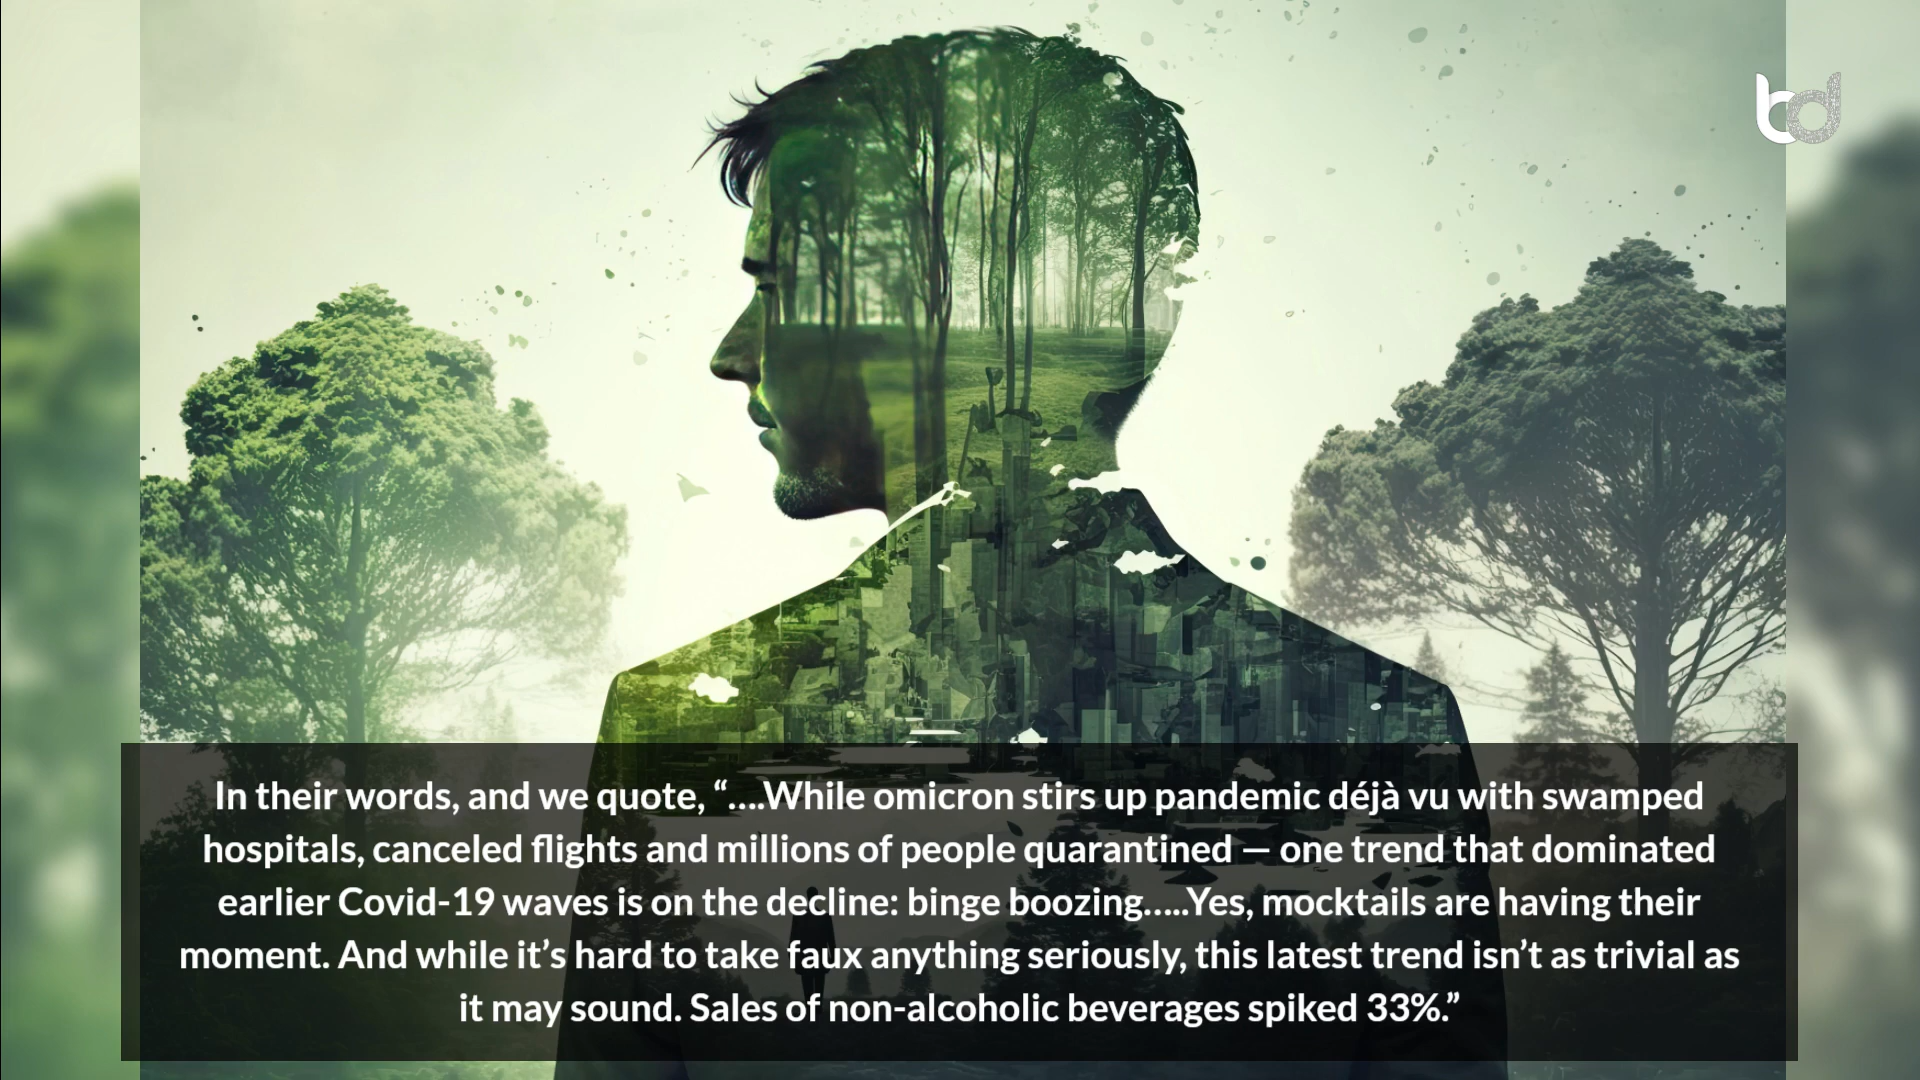 bd
In their words, and we quote, “....While omicron stirs up pandemic déjà vu with swamped
hospitals, canceled flights and millions of people quarantined — one trend that dominated
earlier Covid-19 waves is on the decline: binge boozing.....Yes, mocktails are having their
moment. And while it’s hard to take faux anything seriously, this latest trend isn’t as trivial as
it may sound. Sales of non-alcoholic beverages spiked 33%.”